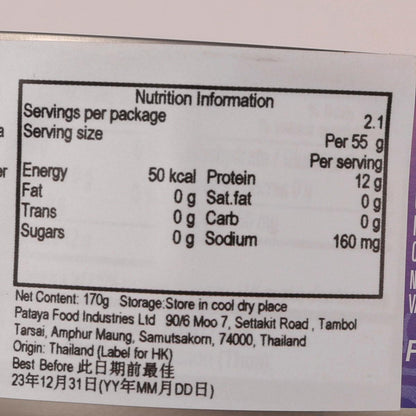 Nutrition Information
Servings per package 2.1
Serving size Per 55 g
Per serving
Energy 50 kcal Protein 12 g
Fat 0 g Sat.fat 0 g
Trans 0 g Carb 0 g
Sugars 0 g Sodium 160 mg
Net Content: 170g Storage:Store in cool dry place
Pataya Food Industries Ltd 90/6 Moo 7, Settakit Road , Tambol
Tarsai, Amphur Maung, Samutsakorn, 74000, Thailand
Origin: Thailand (Label for HK)
Best Before 此日期前最佳
23年12月31日(YY年MM月DD日)